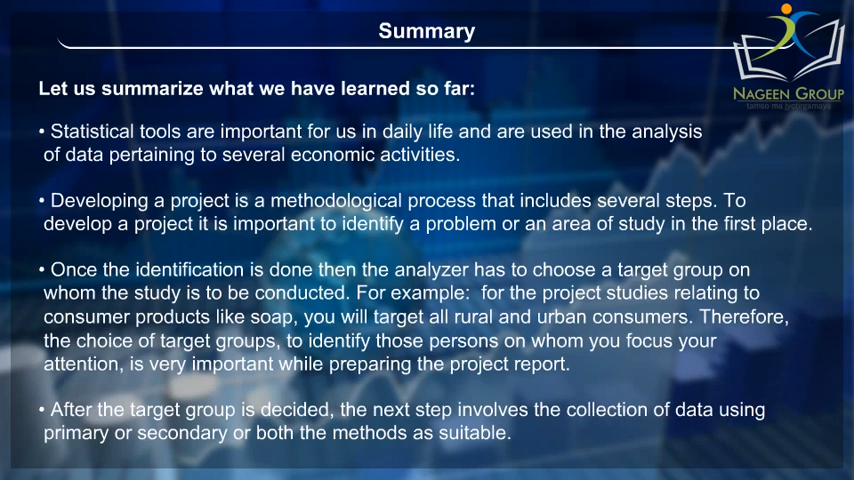 Summary
NAGEEN GROUP
tamso ma jyotirgamaya
Let us summarize what we have learned so far:
• Statistical tools are important for us in daily life and are used in the analysis
of data pertaining to several economic activities.
• Developing a project is a methodological process that includes several steps. To
develop a project it is important to identify a problem or an area of study in the first place.
• Once the identification is done then the analyzer has to choose a target group on
whom the study is to be conducted. For example:  for the project studies relating to
consumer products like soap, you will target all rural and urban consumers. Therefore,
the choice of target groups, to identify those persons on whom you focus your
attention, is very important while preparing the project report.
• After the target group is decided, the next step involves the collection of data using
primary or secondary or both the methods as suitable.